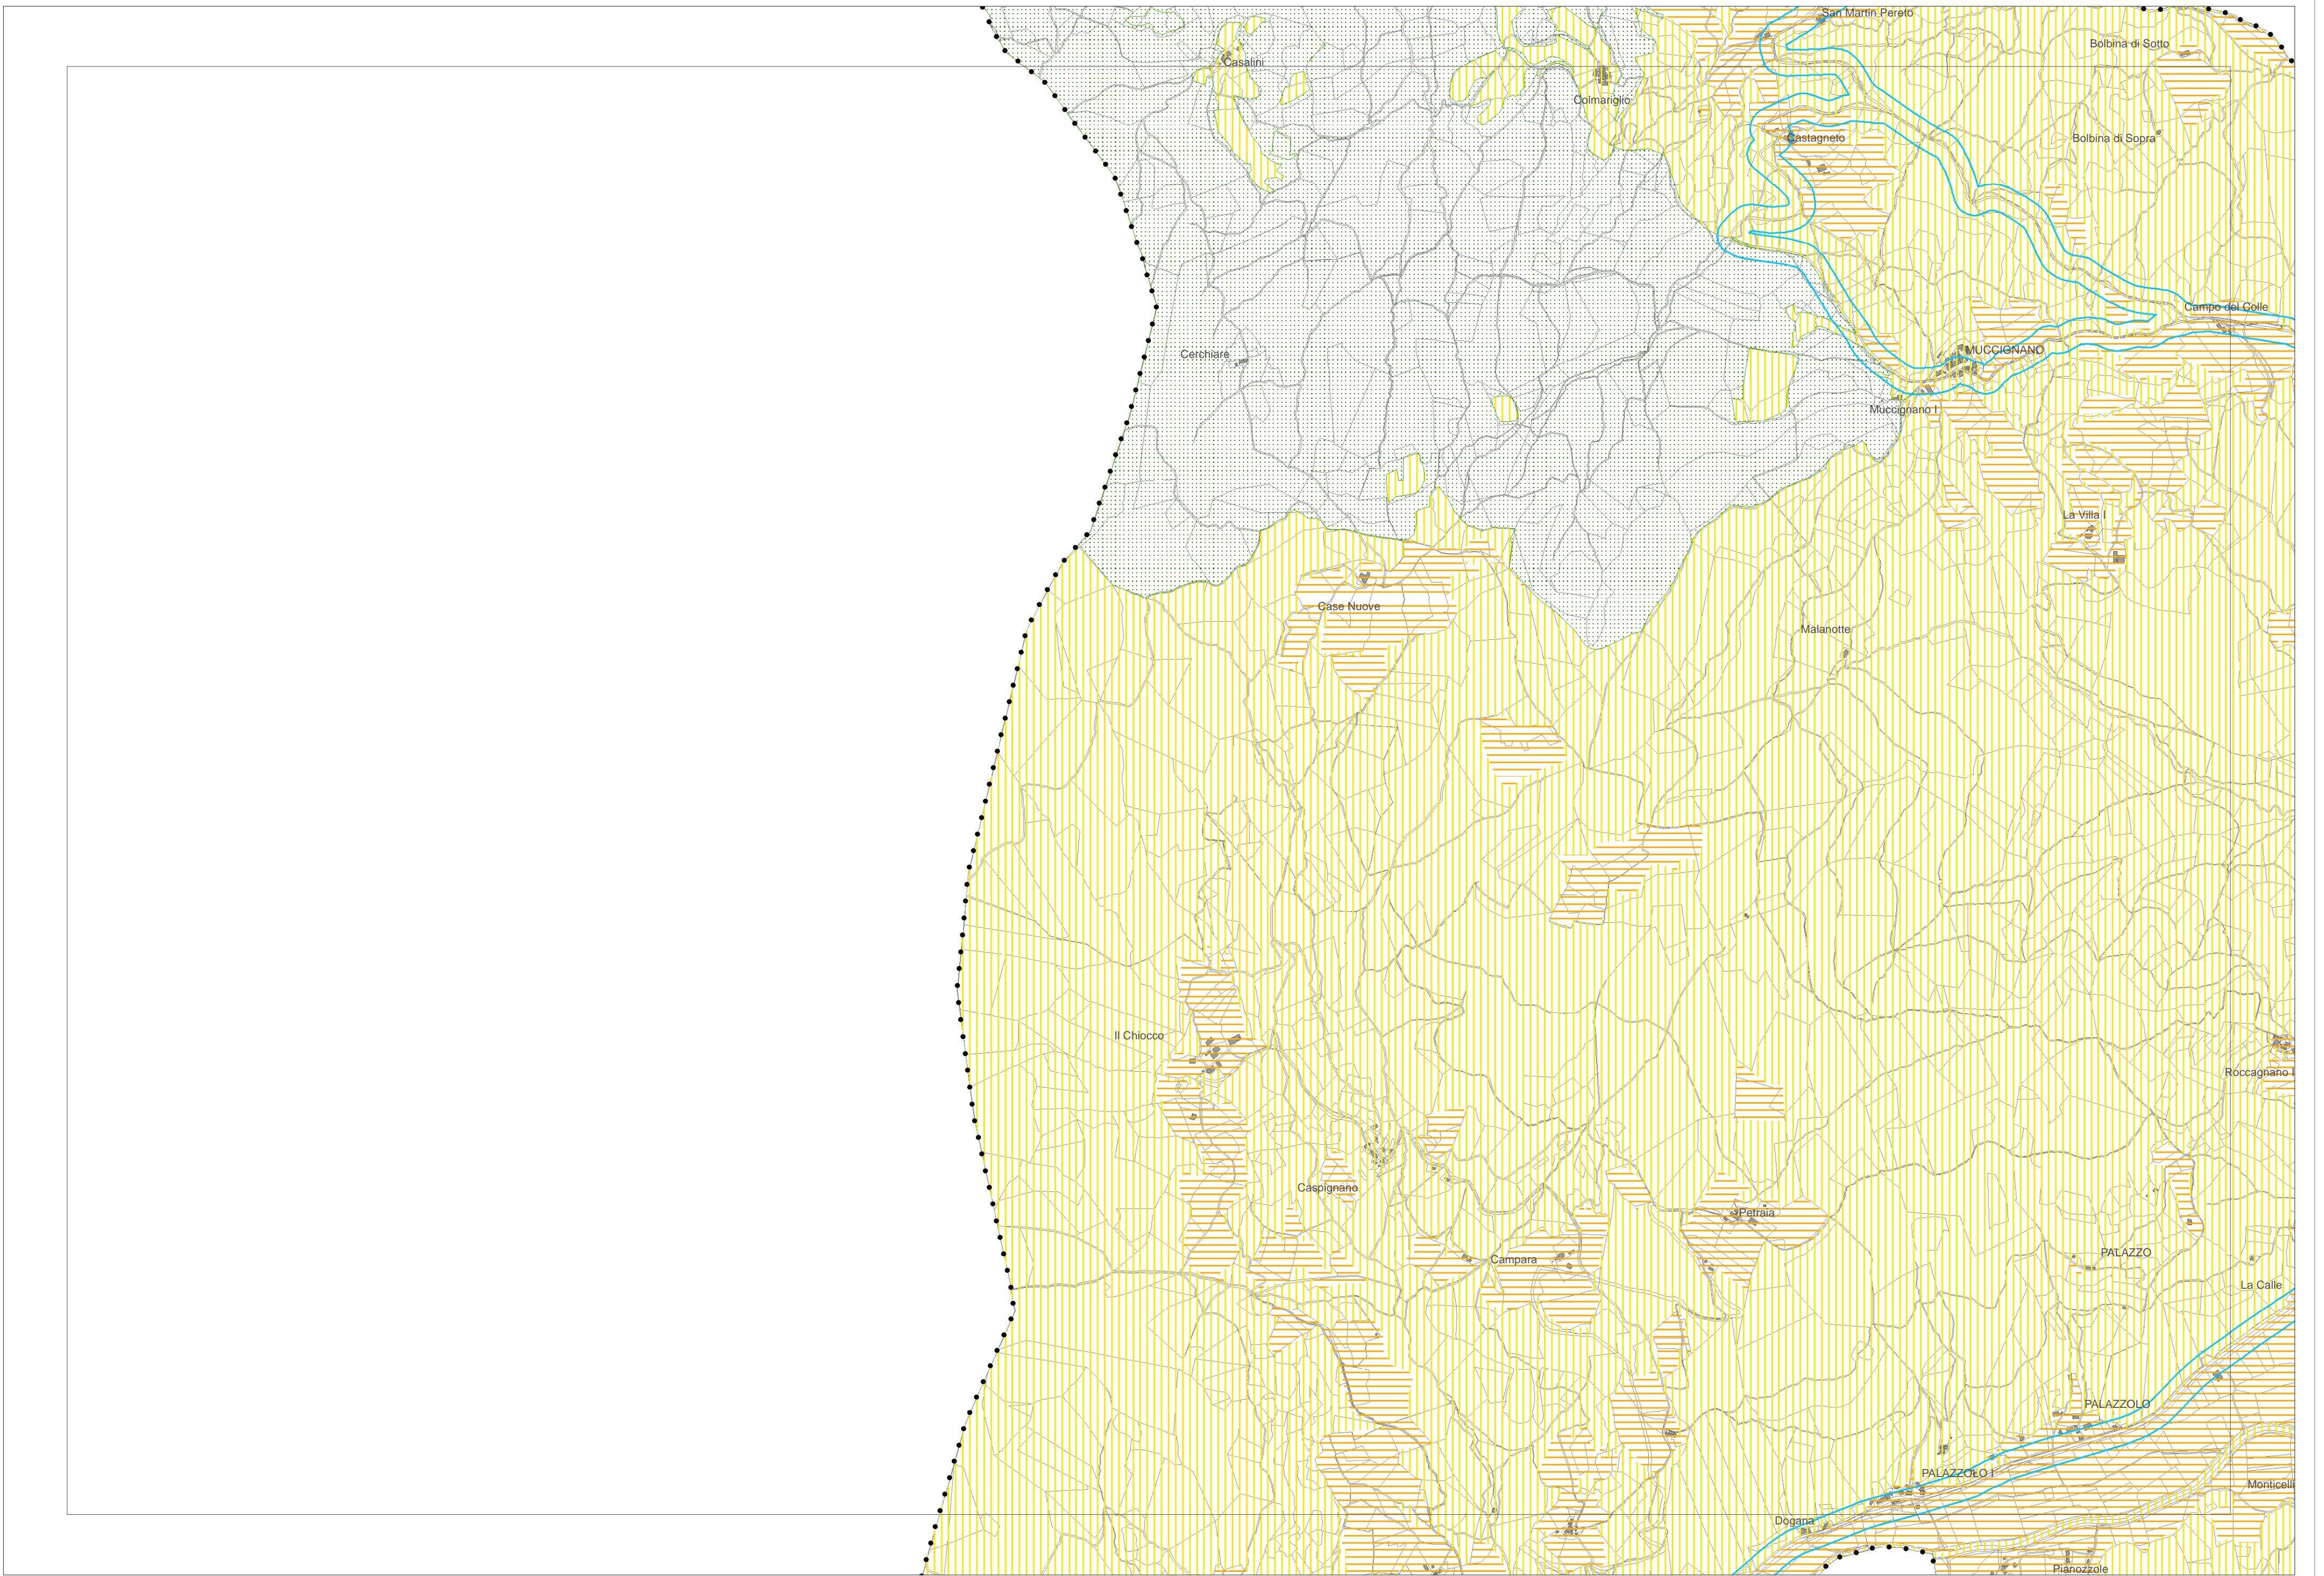 San Martin Pereto
Bolbina di Sotto
Casalini
Colmariglio
Castagneto
Bolbina di Sopra
Campo del Colle
Cerchiare
MUCCIGNANO
Muccignano I
La Villa I
Case Nuove
Malanotte
Il Chiocco
Roccagnano I
Caspignano
Petraia
PALAZZO
Campara
La Calle
PALAZZOLO
PALAZZOLO I
Monticelli
Dogana
Pianozzole